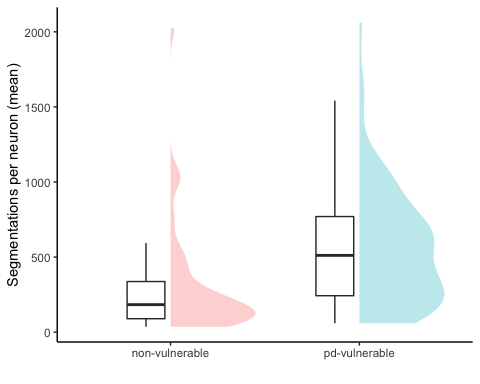 Segmentations per neuron (mean)
2000
1500
1000
500
0
non-vulnerable
pd-vulnerable